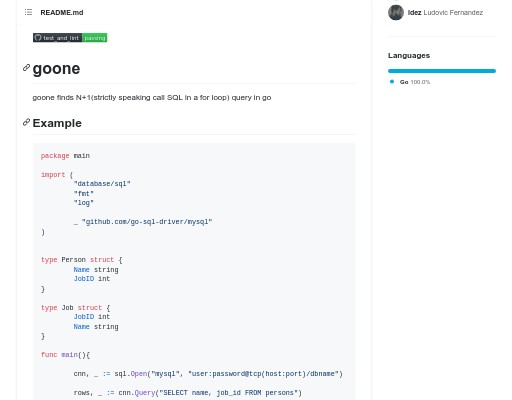 README.md
test_and_lint passing
goone
goone finds N+1(strictly speaking call SQL in a for loop) query in go
Example
package main
import (
"database/sql"
"fmt"
"log"
_ "github.com/go-sql-driver/mysql"
)
type Person struct {
Name string
JobID int
}
type Job struct {
JobID int
Name string
}
func main(){
cnn, _ := sql.Open("mysql", "user:password@tcp(host:port)/dbname")
rows, _ := cnn.Query("SELECT name, job_id FROM persons")
ldez Ludovic Fernandez
Languages
Go 100.0%